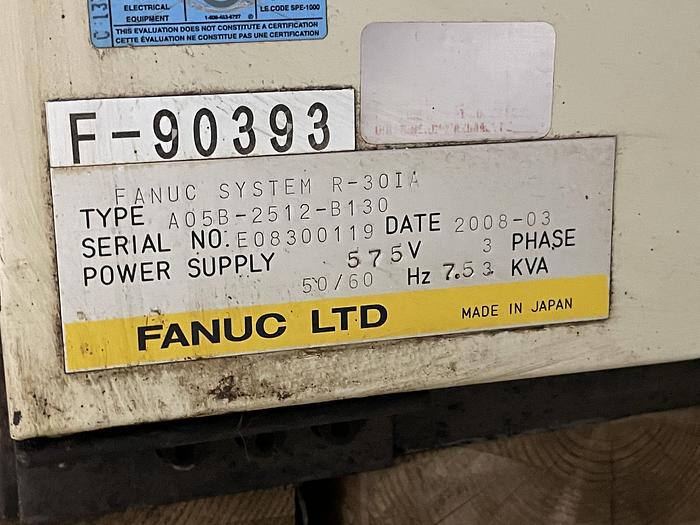 ELECTRICAL
EQUIPMENT
LE CODE SPE-1000
THIS EVALUATION DOES NOT CONSTITUTE A CERTIFICATION
CETTE ÉVALUATION NE CONSTITUE PAS UNE CERTIFICATION
F-90393
FANUC SYSTEM R-30IA
TYPE A05B-2512-B130
SERIAL NO. E08300119 DATE 2008-03
POWER SUPPLY 575V 3 PHASE
50/60 Hz 7.53 KVA
FANUC LTD MADE IN JAPAN